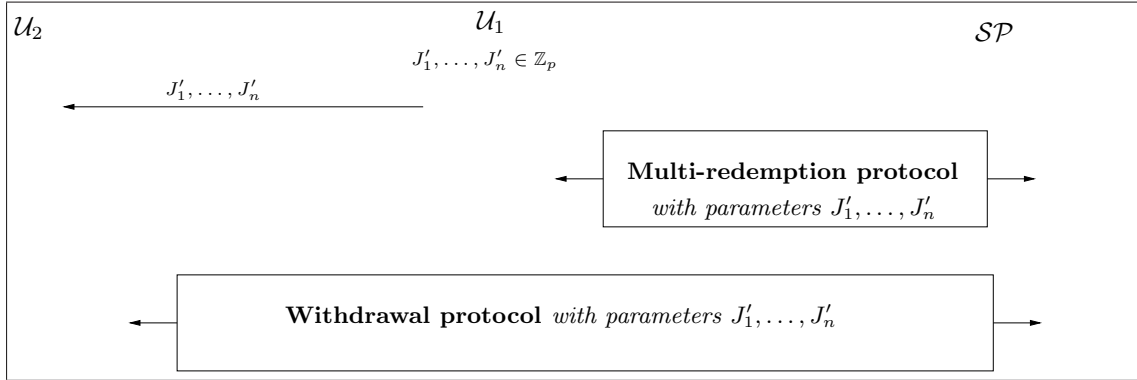 𝒰₂ 𝒰₁ 𝒮𝒫
J′₁, . . . , J′ₙ ∈ ℤₚ
J′₁, . . . , J′ₙ
Multi-redemption protocol
with parameters J′₁, . . . , J′ₙ
Withdrawal protocol with parameters J′₁, . . . , J′ₙ